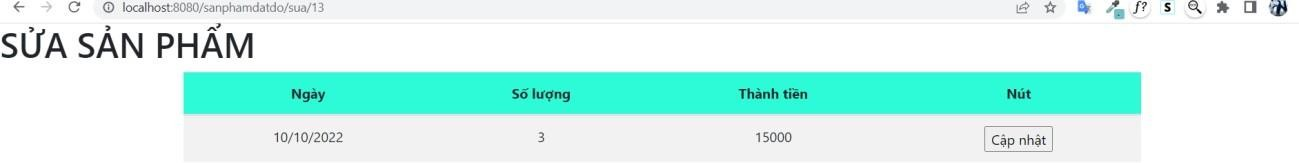 localhost:8080/sanphamdatdo/sua/13
SỬA SẢN PHẨM
Ngày Số lượng Thành tiền Nút
10/10/2022 3 15000 Cập nhật